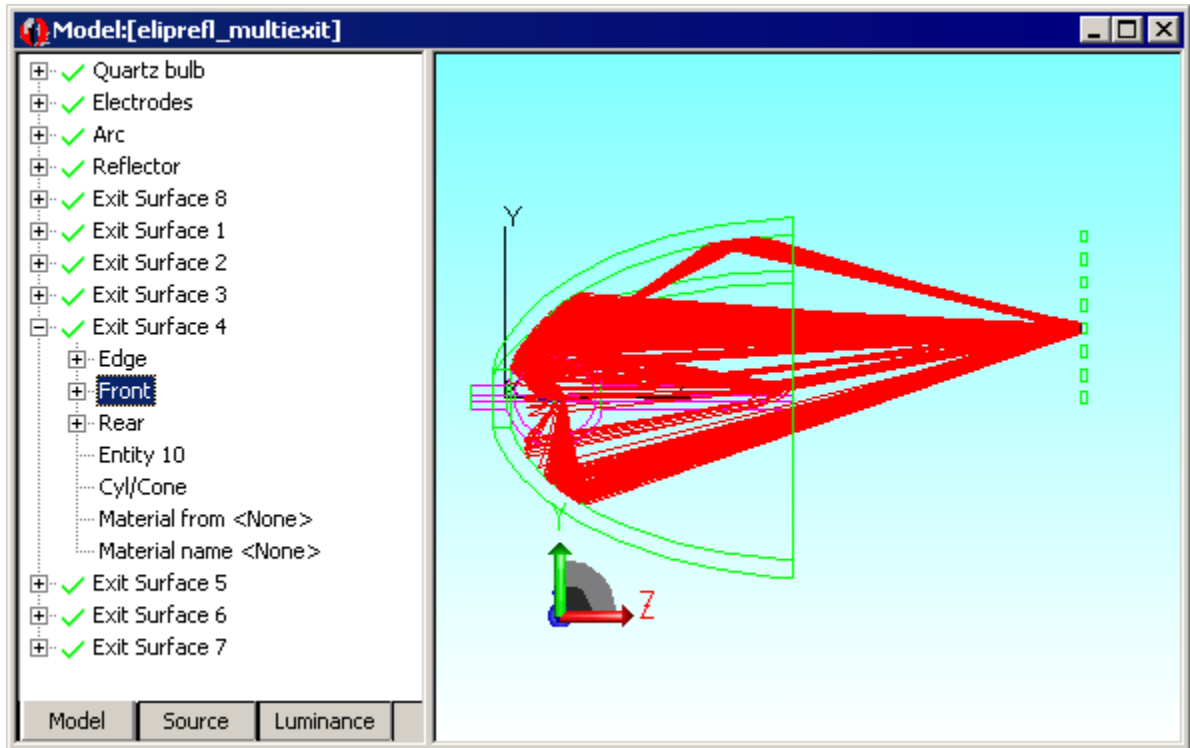 Model:[eliprefl_multiexit]
Quartz bulb
Electrodes
Arc
Reflector
Exit Surface 8
Exit Surface 1
Exit Surface 2
Exit Surface 3
Exit Surface 4
Edge
Front
Rear
Entity 10
Cyl/Cone
Material from <None>
Material name <None>
Exit Surface 5
Exit Surface 6
Exit Surface 7
Model Source Luminance
Y
Y
Z